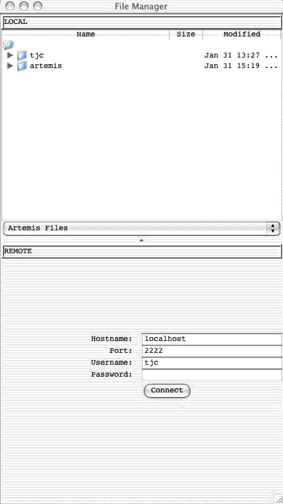 File Manager
LOCAL
Name Size Modified
tjc Jan 31 13:27 ...
artemis Jan 31 15:19 ...
Artemis Files
REMOTE
Hostname: localhost
Port: 2222
Username: tjc
Password:
Connect